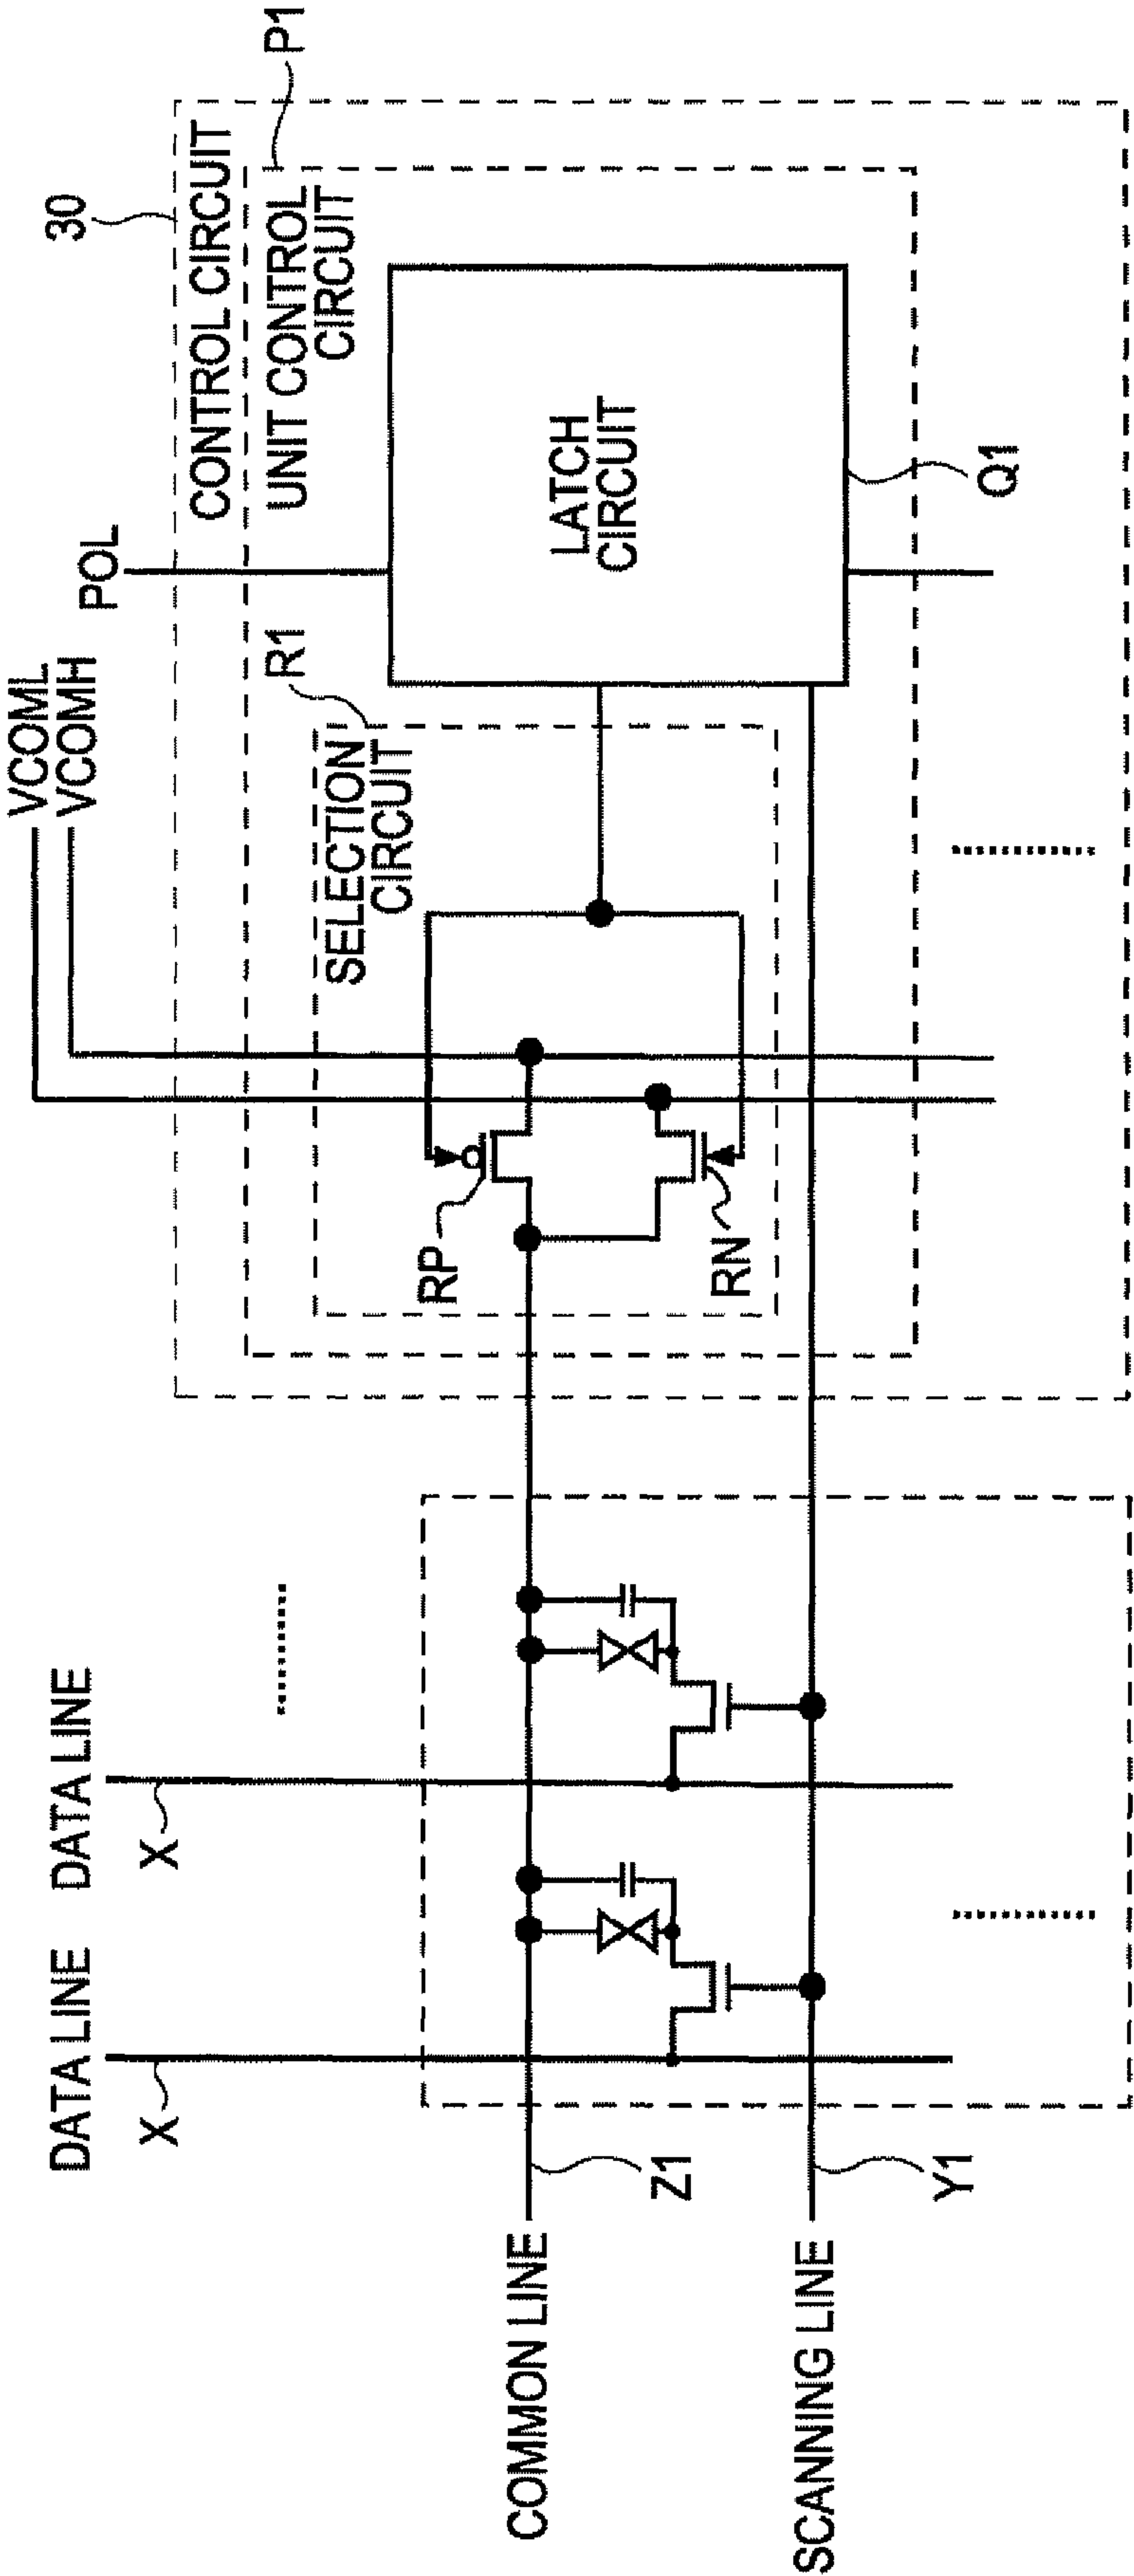 VCOML
VCOMH
POL
30
CONTROL CIRCUIT
P1
UNIT CONTROL
CIRCUIT
R1
SELECTION
CIRCUIT
LATCH
CIRCUIT
Q1
RP
RN
DATA LINE
DATA LINE
X
X
COMMON LINE
Z1
SCANNING LINE
Y1